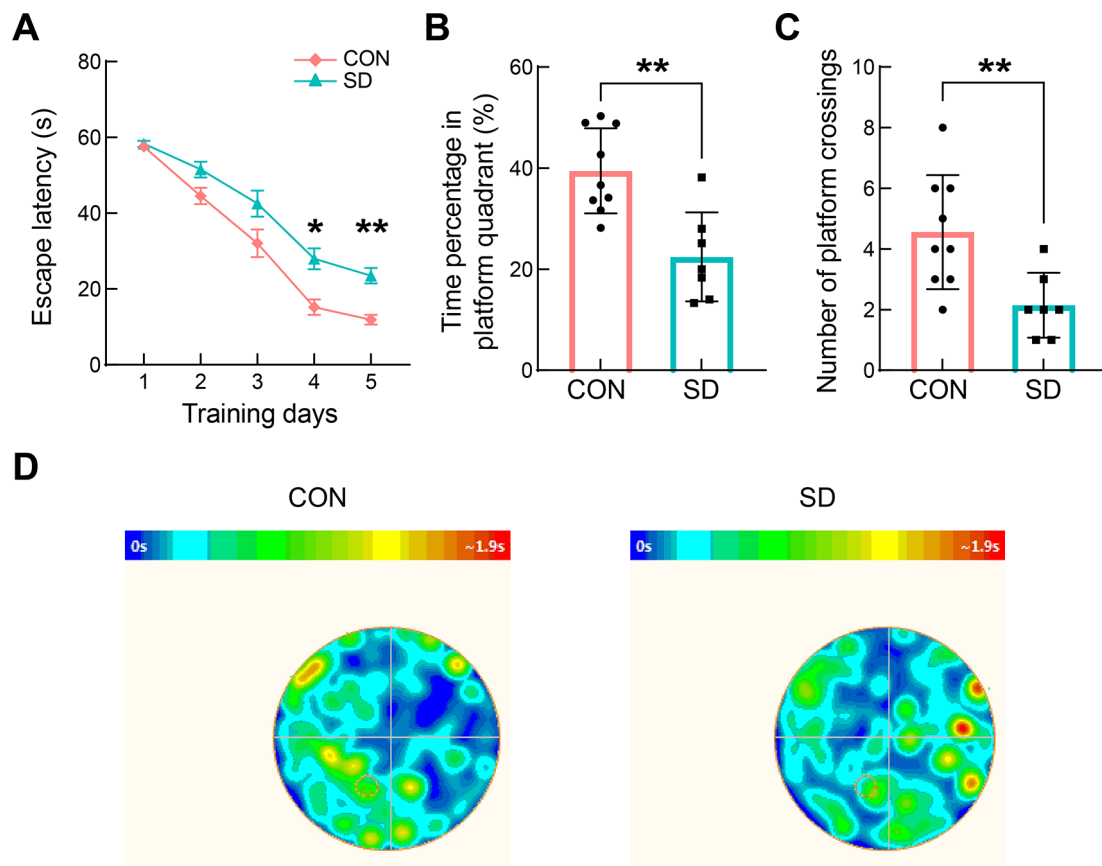 A
CON
SD
**
*
Escape latency (s)
80
60
40
20
0
1 2 3 4 5
Training days
B
**
Time percentage in
platform quadrant (%)
60
40
20
0
CON SD
C
**
Number of platform crossings
10
8
6
4
2
0
CON SD
D
CON
0s ~1.9s
SD
0s ~1.9s